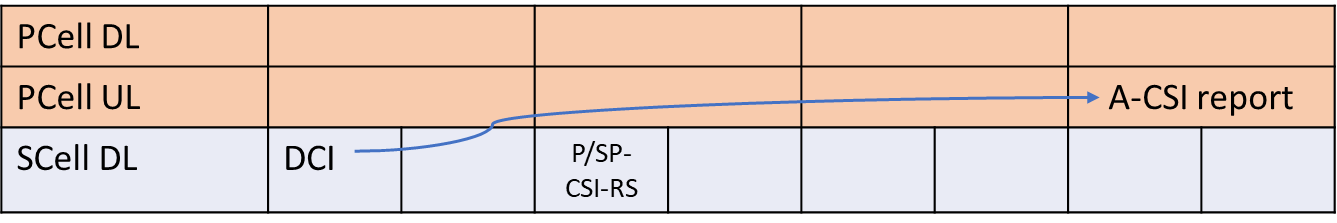 PCell DL
PCell UL
A-CSI report
SCell DL
DCI
P/SP-
CSI-RS